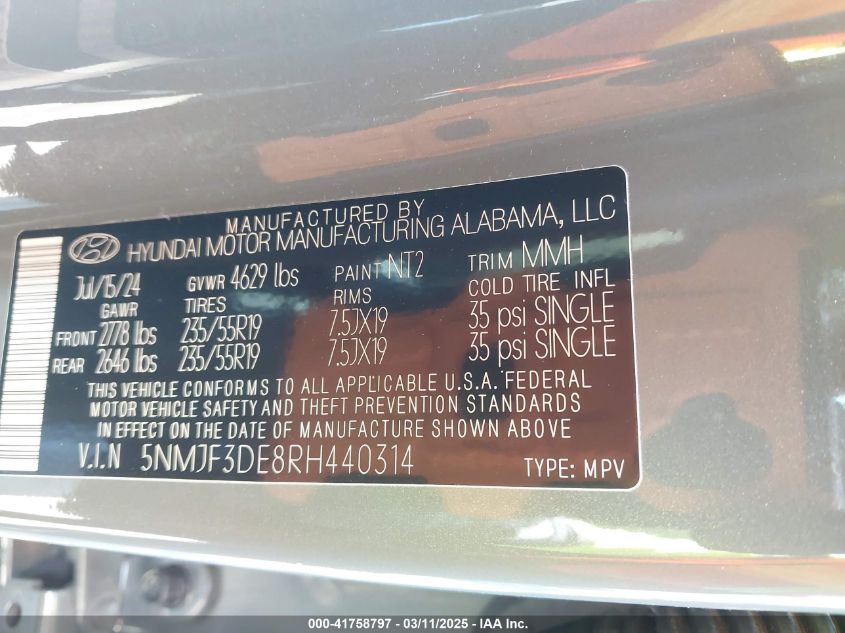 MANUFACTURED BY
HYUNDAI MOTOR MANUFACTURING ALABAMA, LLC
Jul/15/24 GVWR 4629 lbs PAINT NT2 TRIM MMH
GAWR TIRES RIMS COLD TIRE INFL
FRONT 2778 lbs 235/55R19 7.5JX19 35 psi SINGLE
REAR 2646 lbs 235/55R19 7.5JX19 35 psi SINGLE
THIS VEHICLE CONFORMS TO ALL APPLICABLE U.S.A. FEDERAL
MOTOR VEHICLE SAFETY AND THEFT PREVENTION STANDARDS
IN EFFECT ON THE DATE OF MANUFACTURE SHOWN ABOVE
V.I.N 5NMJF3DE8RH440314 TYPE: MPV
000-41758797 - 03/11/2025 - IAA Inc.